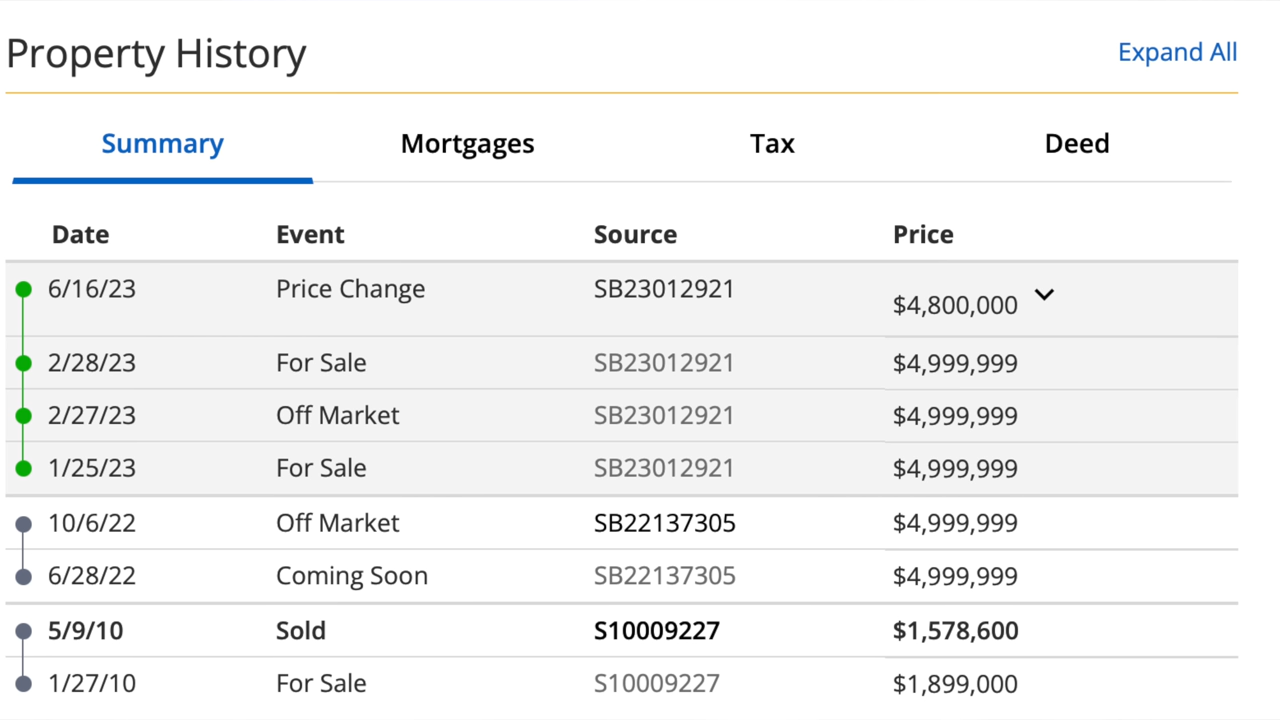 Property History Expand All
Summary Mortgages Tax Deed
Date Event Source Price
6/16/23 Price Change SB23012921 $4,800,000
2/28/23 For Sale SB23012921 $4,999,999
2/27/23 Off Market SB23012921 $4,999,999
1/25/23 For Sale SB23012921 $4,999,999
10/6/22 Off Market SB22137305 $4,999,999
6/28/22 Coming Soon SB22137305 $4,999,999
5/9/10 Sold S10009227 $1,578,600
1/27/10 For Sale S10009227 $1,899,000